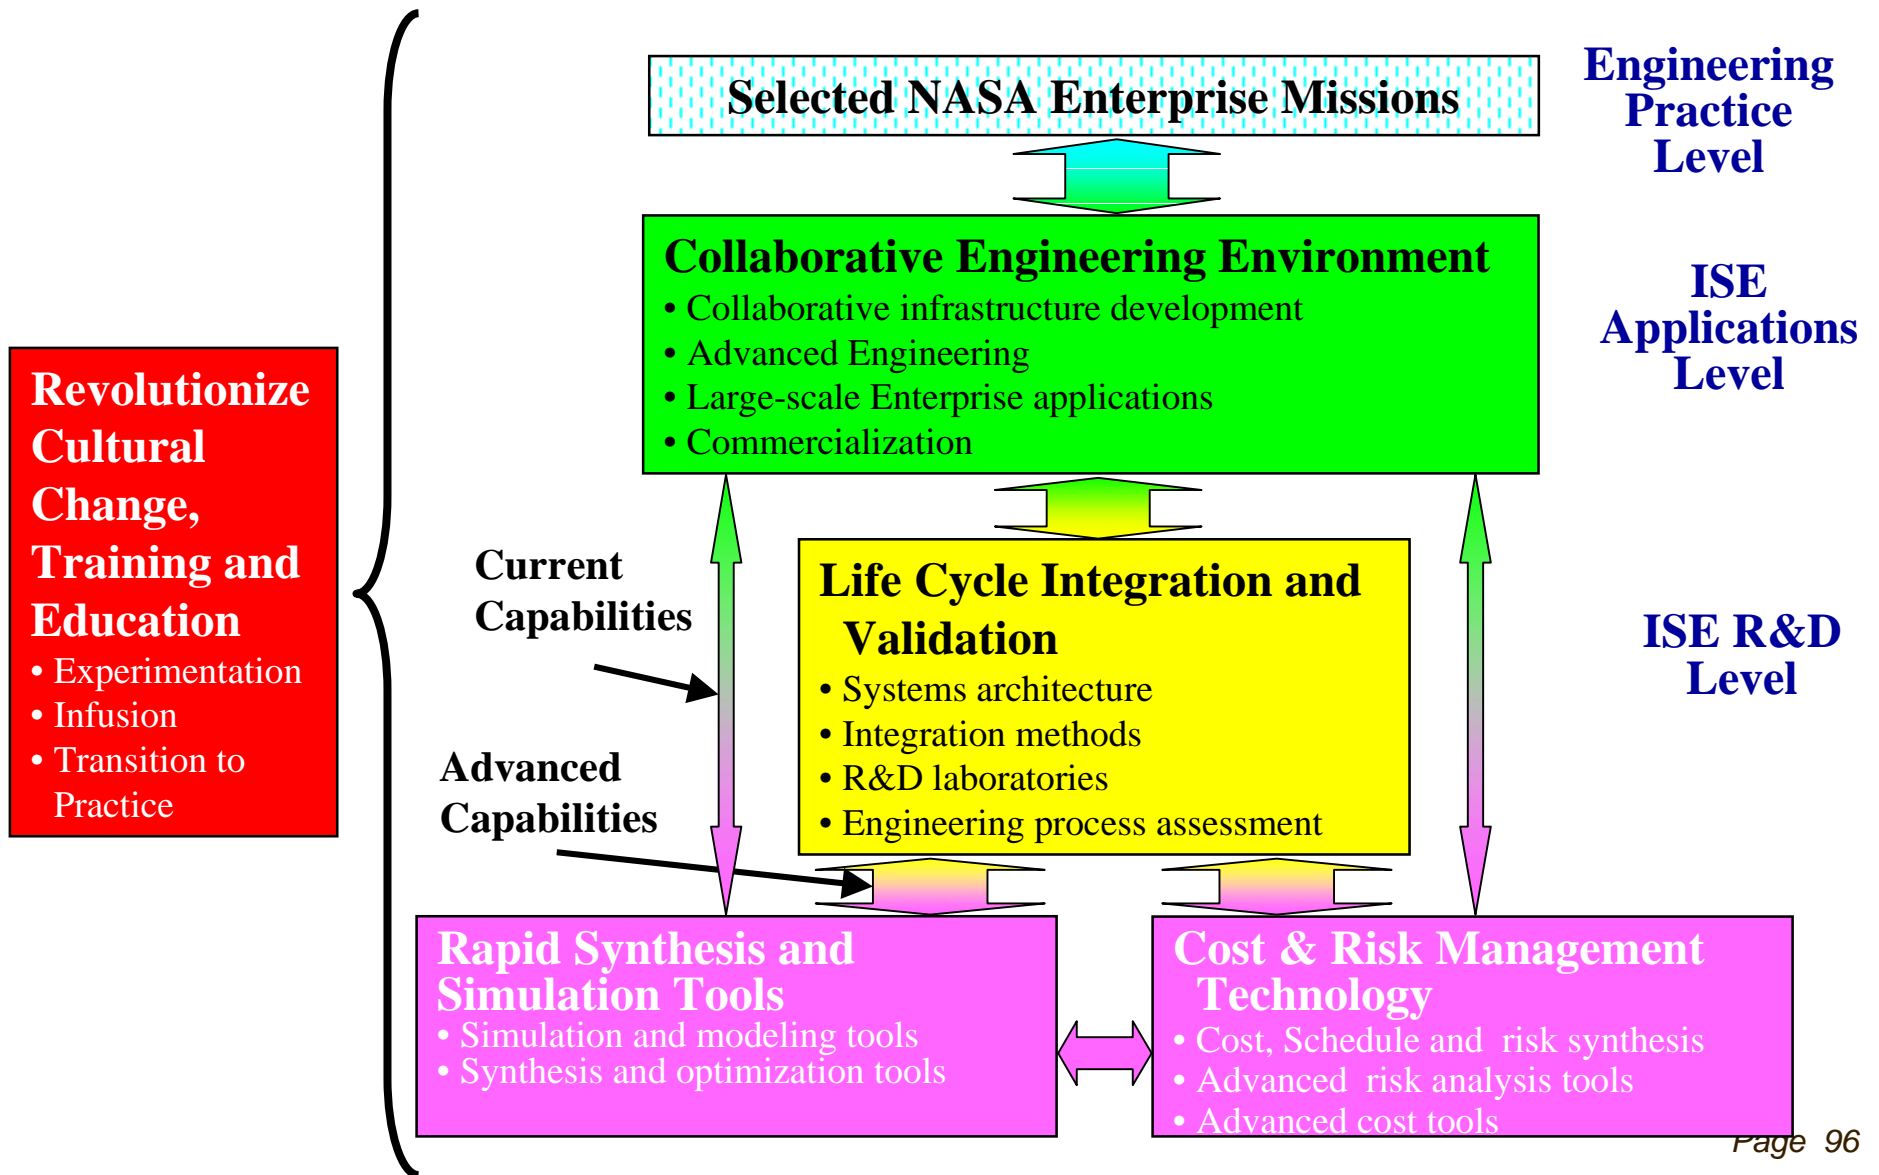 Selected NASA Enterprise Missions
Engineering
Practice
Level
Collaborative Engineering Environment
• Collaborative infrastructure development
• Advanced Engineering
• Large-scale Enterprise applications
• Commercialization
ISE
Applications
Level
Revolutionize
Cultural
Change,
Training and
Education
• Experimentation
• Infusion
• Transition to
Practice
Current
Capabilities
Advanced
Capabilities
Life Cycle Integration and
Validation
• Systems architecture
• Integration methods
• R&D laboratories
• Engineering process assessment
ISE R&D
Level
Rapid Synthesis and
Simulation Tools
• Simulation and modeling tools
• Synthesis and optimization tools
Cost & Risk Management
Technology
• Cost, Schedule and  risk synthesis
• Advanced  risk analysis tools
• Advanced cost tools
Page  96